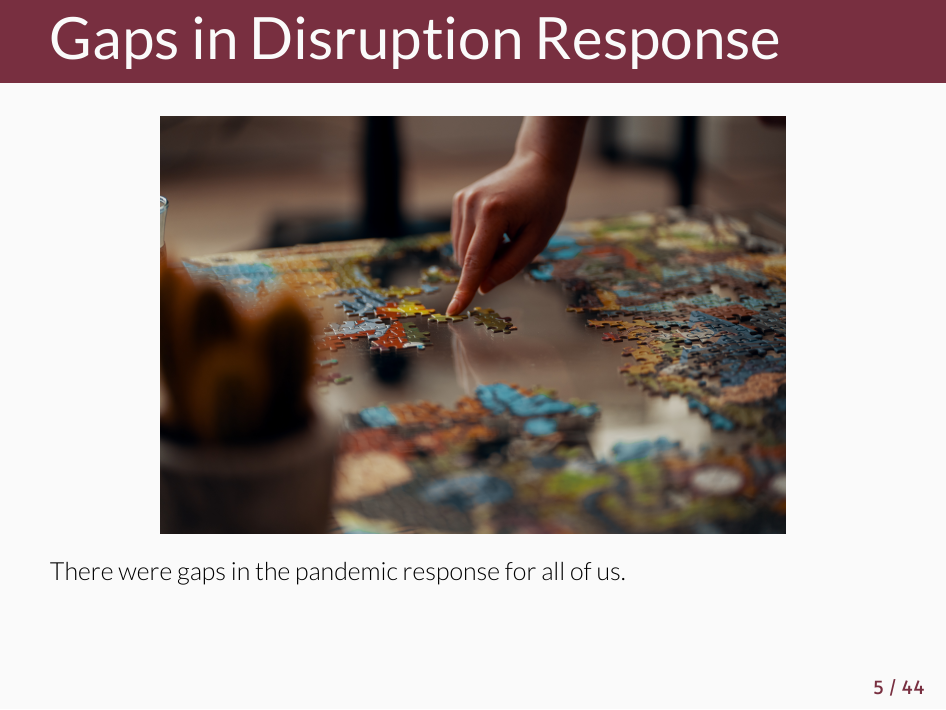 Gaps in Disruption Response
There were gaps in the pandemic response for all of us.
5 / 44